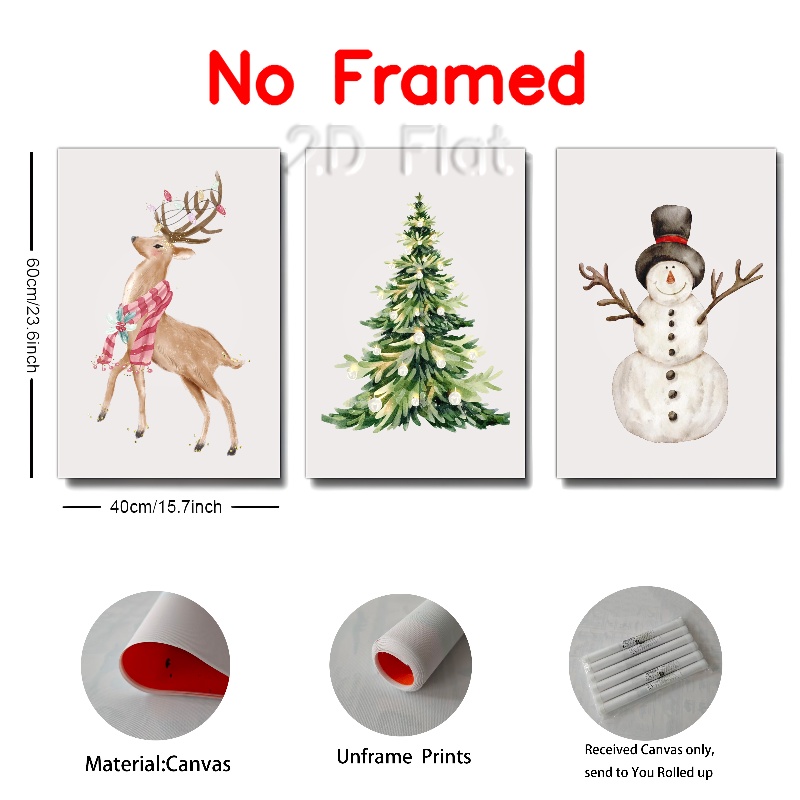 No Framed
2D Flat
60cm/23.6inch
40cm/15.7inch
Material:Canvas
Unframe Prints
Received Canvas only,
send to You Rolled up